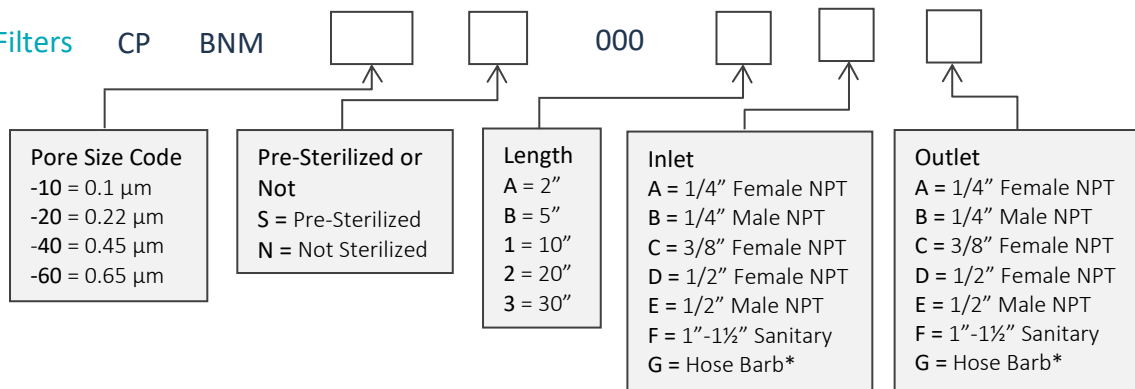 Filters CP BNM 000
Pore Size Code
-10 = 0.1 µm
-20 = 0.22 µm
-40 = 0.45 µm
-60 = 0.65 µm
Pre-Sterilized or
Not
S = Pre-Sterilized
N = Not Sterilized
Length
A = 2”
B = 5”
1 = 10”
2 = 20”
3 = 30”
Inlet
A = 1/4” Female NPT
B = 1/4” Male NPT
C = 3/8” Female NPT
D = 1/2” Female NPT
E = 1/2” Male NPT
F = 1”-1½” Sanitary
G = Hose Barb*
Outlet
A = 1/4” Female NPT
B = 1/4” Male NPT
C = 3/8” Female NPT
D = 1/2” Female NPT
E = 1/2” Male NPT
F = 1”-1½” Sanitary
G = Hose Barb*